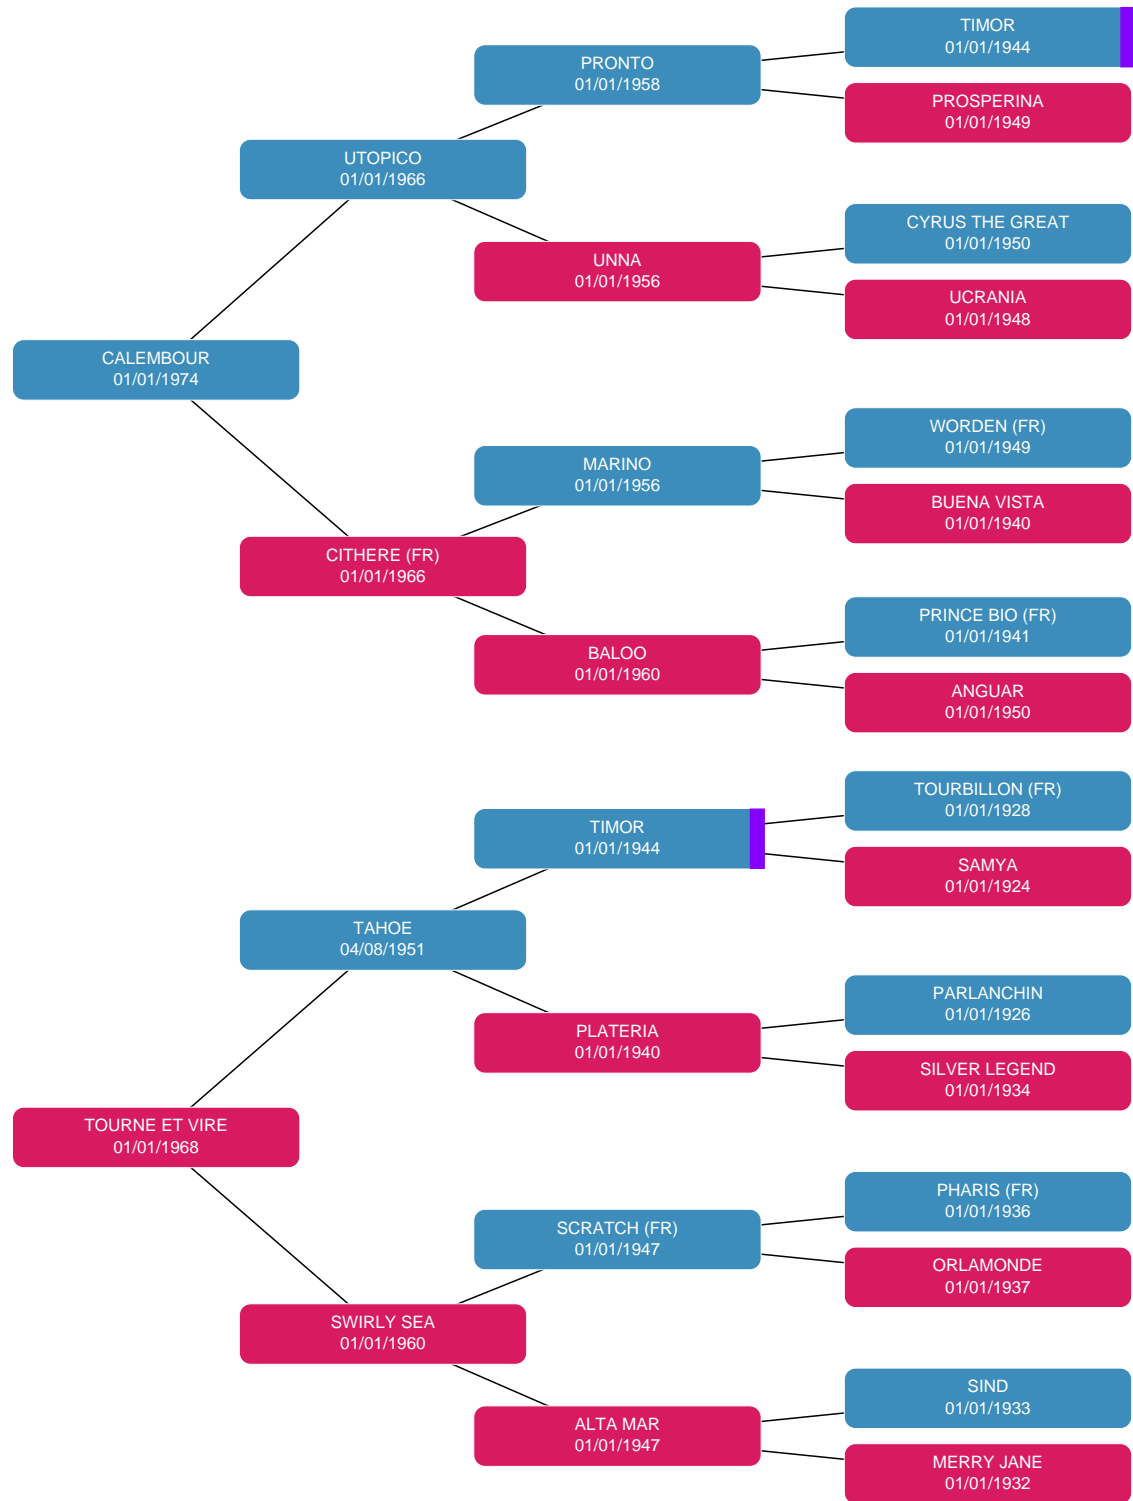 TIMOR
01/01/1944
PRONTO
01/01/1958
PROSPERINA
01/01/1949
UTOPICO
01/01/1966
CYRUS THE GREAT
01/01/1950
UNNA
01/01/1956
UCRANIA
01/01/1948
CALEMBOUR
01/01/1974
WORDEN (FR)
01/01/1949
MARINO
01/01/1956
BUENA VISTA
01/01/1940
CITHERE (FR)
01/01/1966
PRINCE BIO (FR)
01/01/1941
BALOO
01/01/1960
ANGUAR
01/01/1950
TOURBILLON (FR)
01/01/1928
TIMOR
01/01/1944
SAMYA
01/01/1924
TAHOE
04/08/1951
PARLANCHIN
01/01/1926
PLATERIA
01/01/1940
SILVER LEGEND
01/01/1934
TOURNE ET VIRE
01/01/1968
PHARIS (FR)
01/01/1936
SCRATCH (FR)
01/01/1947
ORLAMONDE
01/01/1937
SWIRLY SEA
01/01/1960
SIND
01/01/1933
ALTA MAR
01/01/1947
MERRY JANE
01/01/1932